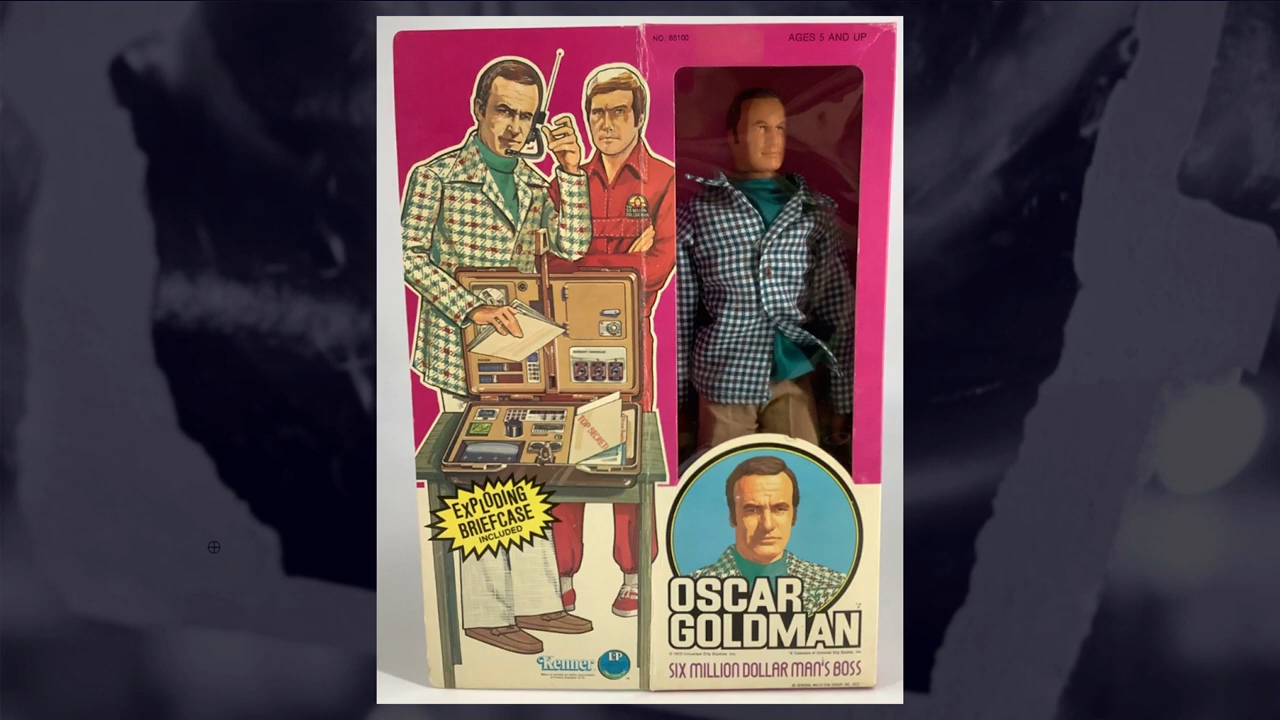 NO. 65100
AGES 5 AND UP
TOP SECRET
EXPLODING
BRIEFCASE
INCLUDED
Kenner
OSCAR
GOLDMAN
SIX MILLION DOLLAR MAN'S BOSS